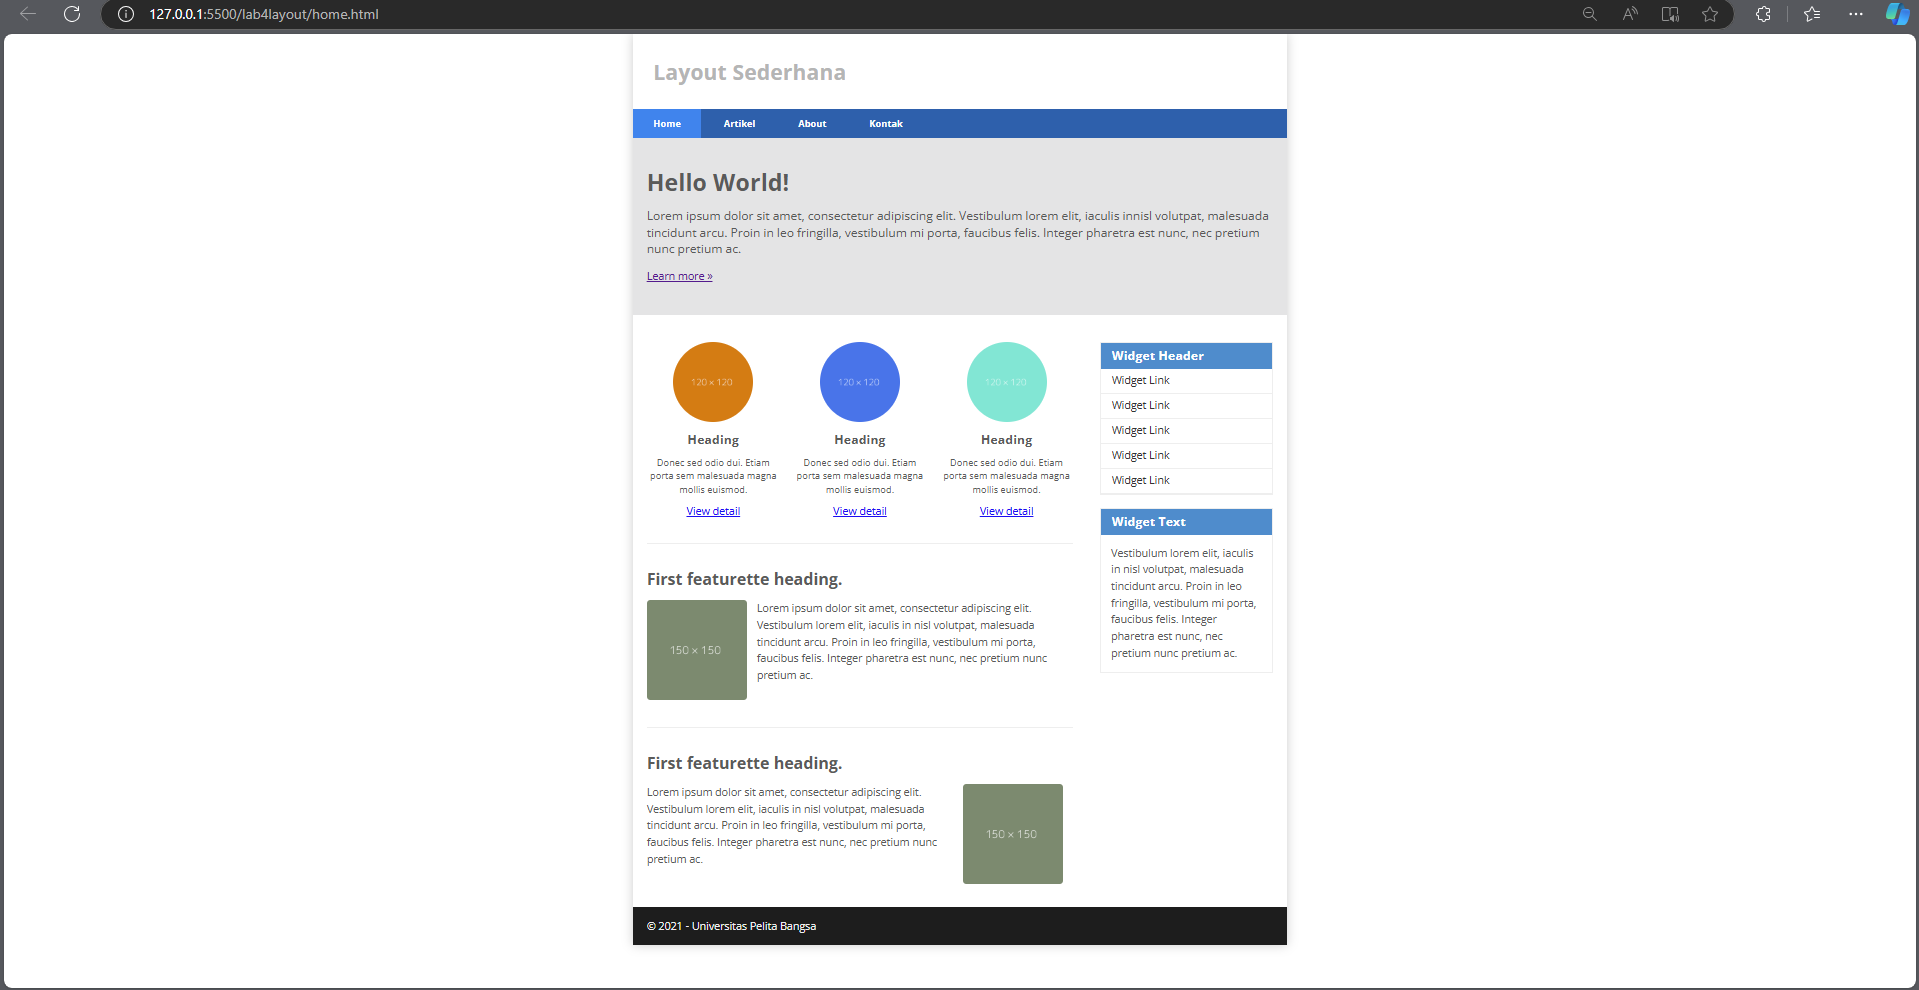 127.0.0.1:5500/lab4layout/home.html
Layout Sederhana
Home Artikel About Kontak
Hello World!
Lorem ipsum dolor sit amet, consectetur adipiscing elit. Vestibulum lorem elit, iaculis innisl volutpat, malesuada
tincidunt arcu. Proin in leo fringilla, vestibulum mi porta, faucibus felis. Integer pharetra est nunc, nec pretium
nunc pretium ac.
Learn more »
120 × 120
Heading
Donec sed odio dui. Etiam
porta sem malesuada magna
mollis euismod.
View detail
120 × 120
Heading
Donec sed odio dui. Etiam
porta sem malesuada magna
mollis euismod.
View detail
120 × 120
Heading
Donec sed odio dui. Etiam
porta sem malesuada magna
mollis euismod.
View detail
First featurette heading.
150 × 150
Lorem ipsum dolor sit amet, consectetur adipiscing elit.
Vestibulum lorem elit, iaculis in nisl volutpat, malesuada
tincidunt arcu. Proin in leo fringilla, vestibulum mi porta,
faucibus felis. Integer pharetra est nunc, nec pretium nunc
pretium ac.
First featurette heading.
Lorem ipsum dolor sit amet, consectetur adipiscing elit.
Vestibulum lorem elit, iaculis in nisl volutpat, malesuada
tincidunt arcu. Proin in leo fringilla, vestibulum mi porta,
faucibus felis. Integer pharetra est nunc, nec pretium nunc
pretium ac.
150 × 150
Widget Header
Widget Link
Widget Link
Widget Link
Widget Link
Widget Link
Widget Text
Vestibulum lorem elit, iaculis
in nisl volutpat, malesuada
tincidunt arcu. Proin in leo
fringilla, vestibulum mi porta,
faucibus felis. Integer
pharetra est nunc, nec
pretium nunc pretium ac.
© 2021 - Universitas Pelita Bangsa